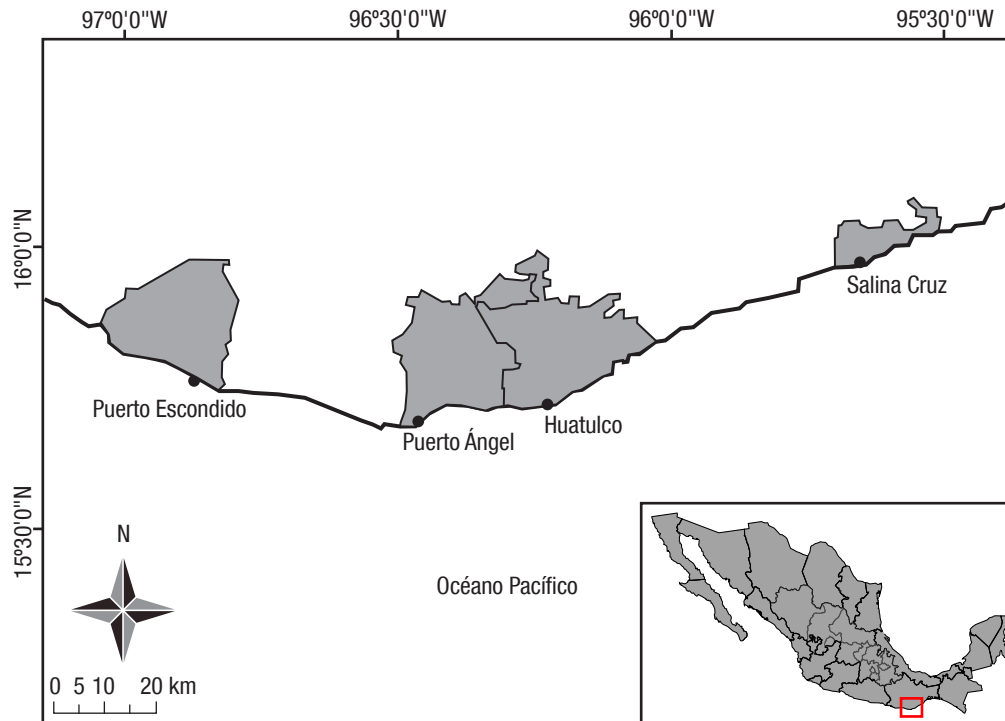 97º0'0"W
96º30'0"W
96º0'0"W
95º30'0"W
16º0'0"N
15º30'0"N
Salina Cruz
Puerto Escondido
Puerto Ángel
Huatulco
N
Océano Pacífico
0 5 10 20 km